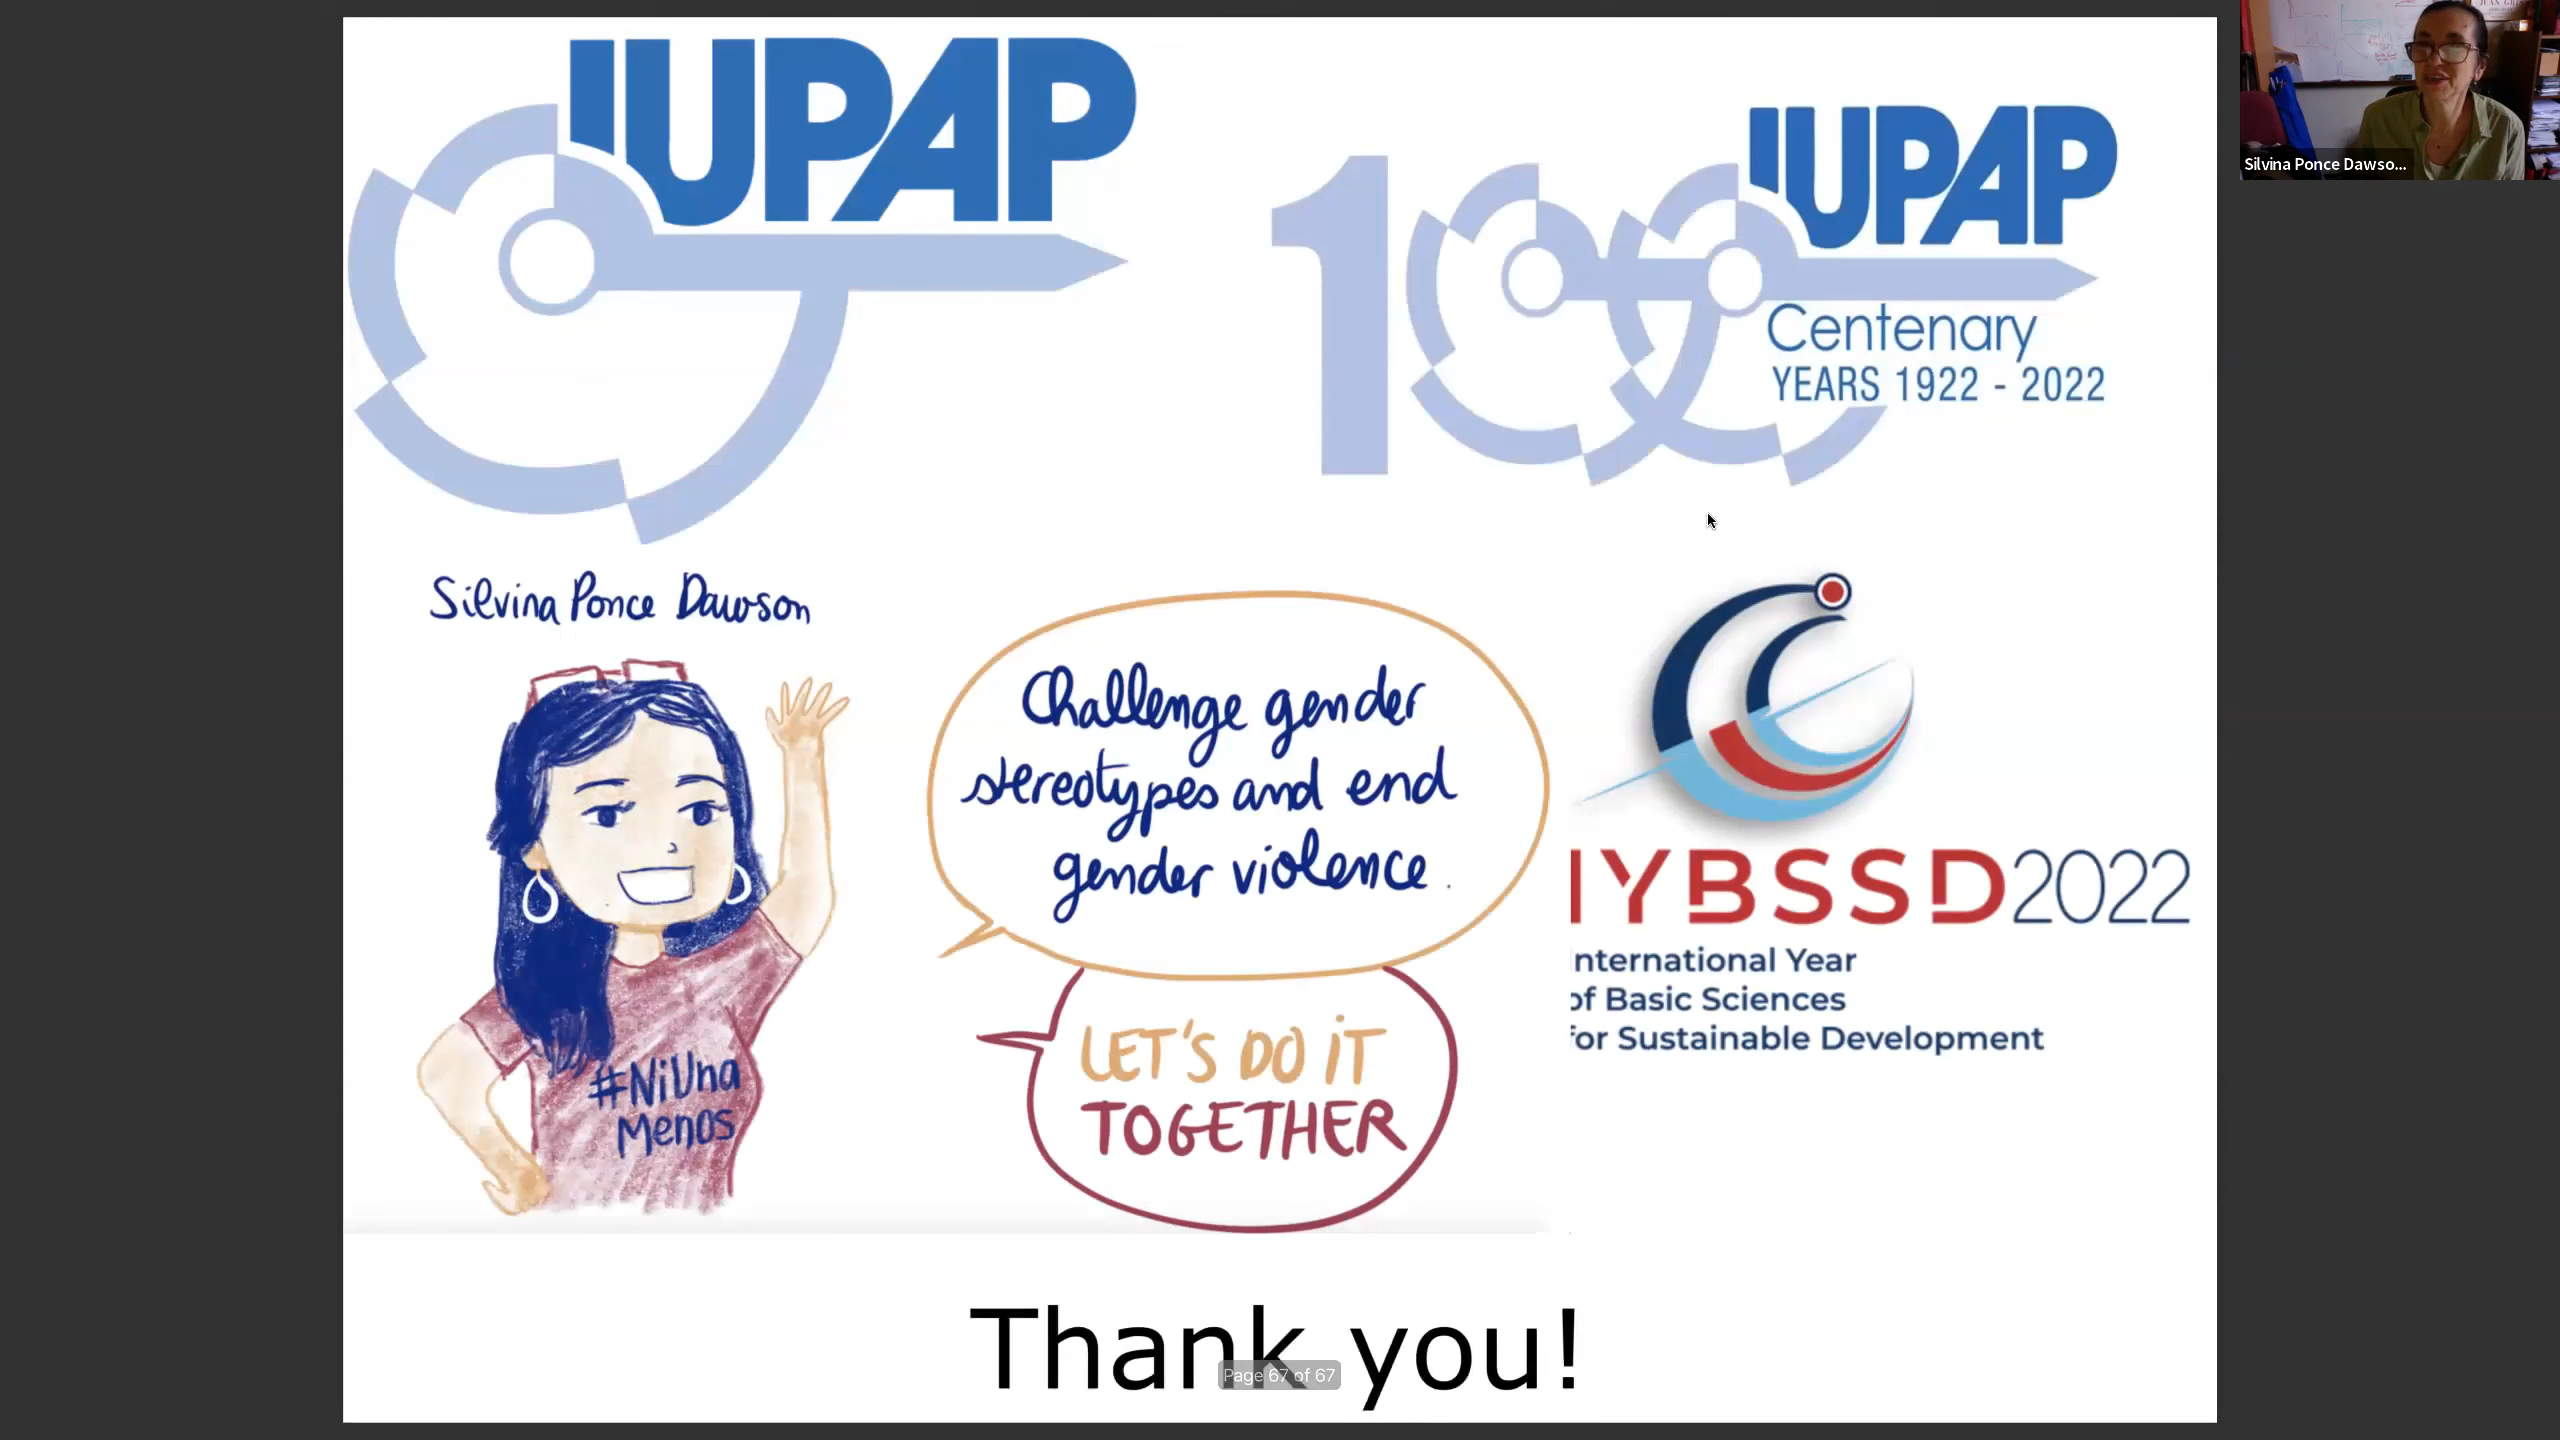 IUPAP
100
IUPAP
Centenary
YEARS 1922 - 2022
Silvina Ponce Dawso...
Silvina Ponce Dawson
Challenge gender
stereotypes and end
gender violence.
LET'S DO iT
TOGETHER
#NiUna
Menos
IYBSSD2022
International Year
of Basic Sciences
for Sustainable Development
Thank you!
Page 67 of 67